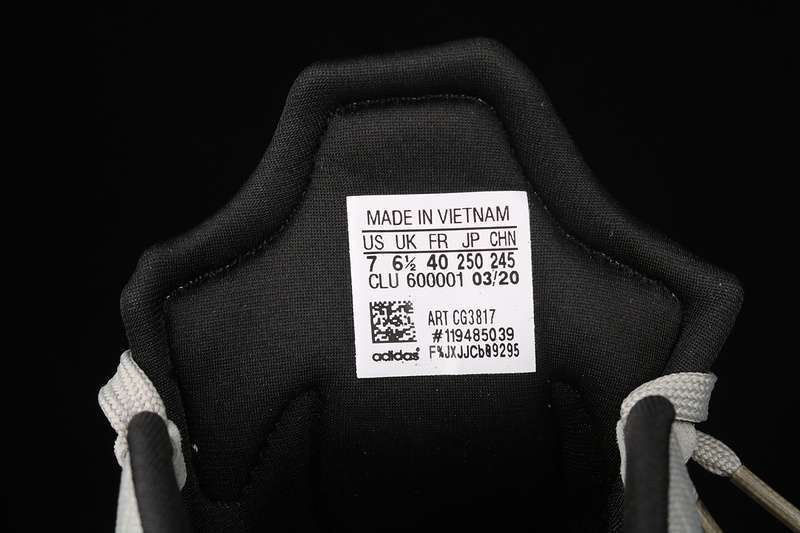 MADE IN VIETNAM
US UK FR JP CHN
7 6½ 40 250 245
CLU 600001 03/20
ART CG3817
#119485039
adidas F%JXJJCb09295